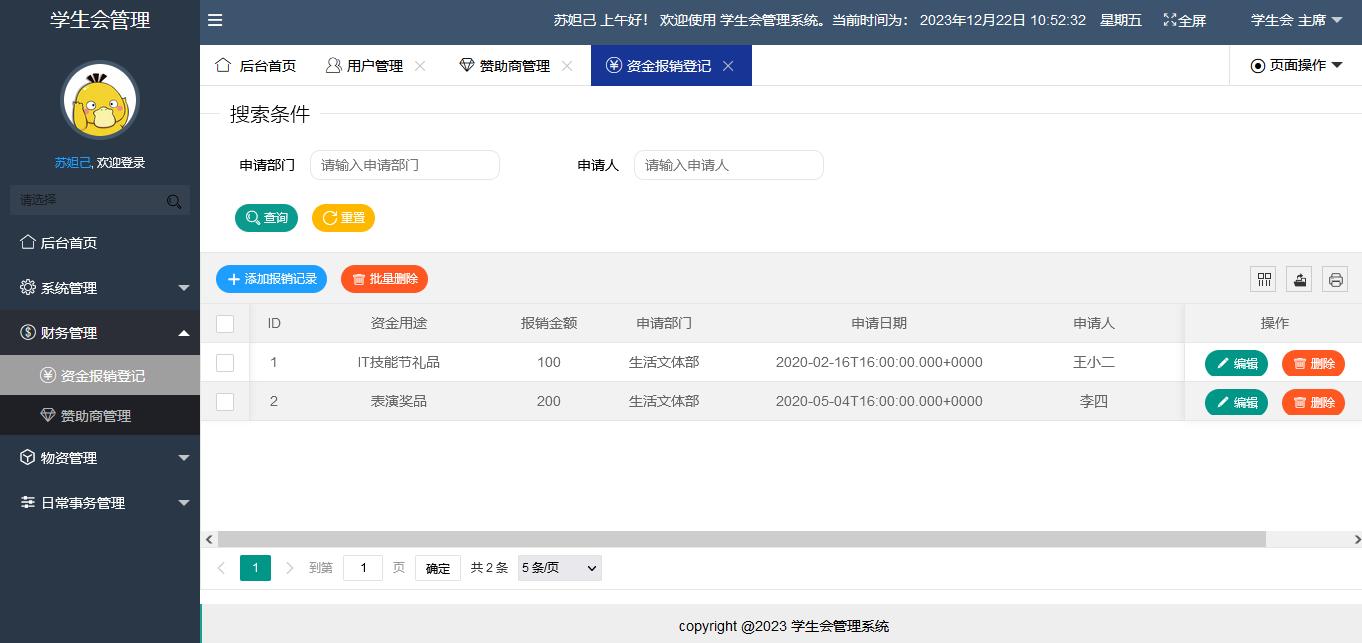 学生会管理
苏妲己 上午好！ 欢迎使用 学生会管理系统。当前时间为： 2023年12月22日 10:52:32 星期五 全屏 学生会 主席
后台首页 用户管理 赞助商管理 资金报销登记 页面操作
苏妲己, 欢迎登录
请选择
后台首页
系统管理
财务管理
资金报销登记
赞助商管理
物资管理
日常事务管理
搜索条件
申请部门 请输入申请部门 申请人 请输入申请人
查询 重置
添加报销记录 批量删除
ID 资金用途 报销金额 申请部门 申请日期 申请人 操作
1 IT技能节礼品 100 生活文体部 2020-02-16T16:00:00.000+0000 王小二 编辑 删除
2 表演奖品 200 生活文体部 2020-05-04T16:00:00.000+0000 李四 编辑 删除
1 到第 1 页 确定 共 2 条 5 条/页
copyright @2023 学生会管理系统